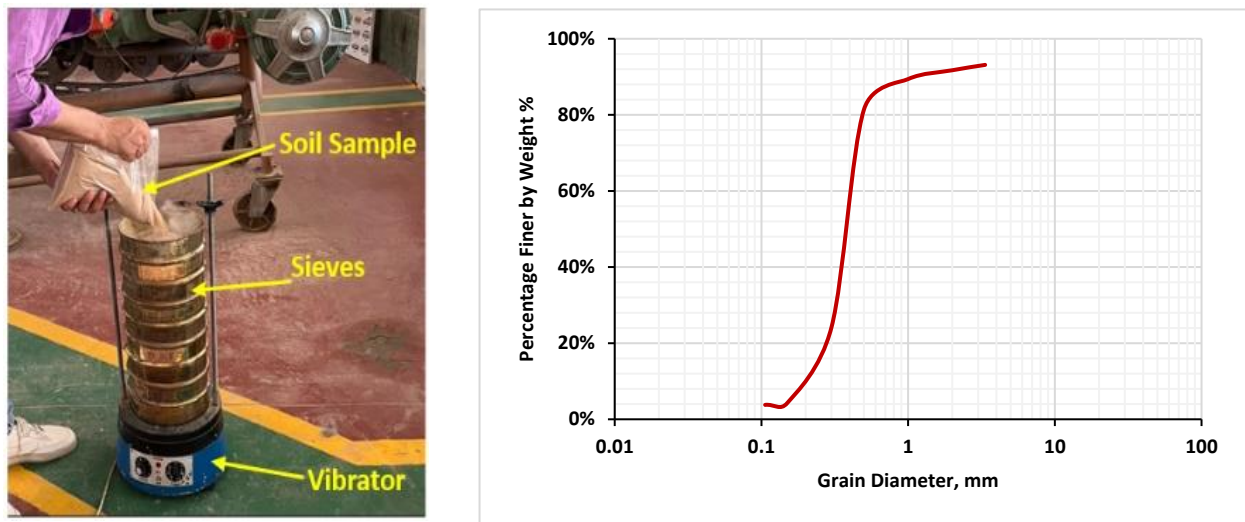 Soil Sample
Sieves
Vibrator
Percentage Finer by Weight %
100%
80%
60%
40%
20%
0%
0.01
0.1
1
10
100
Grain Diameter, mm